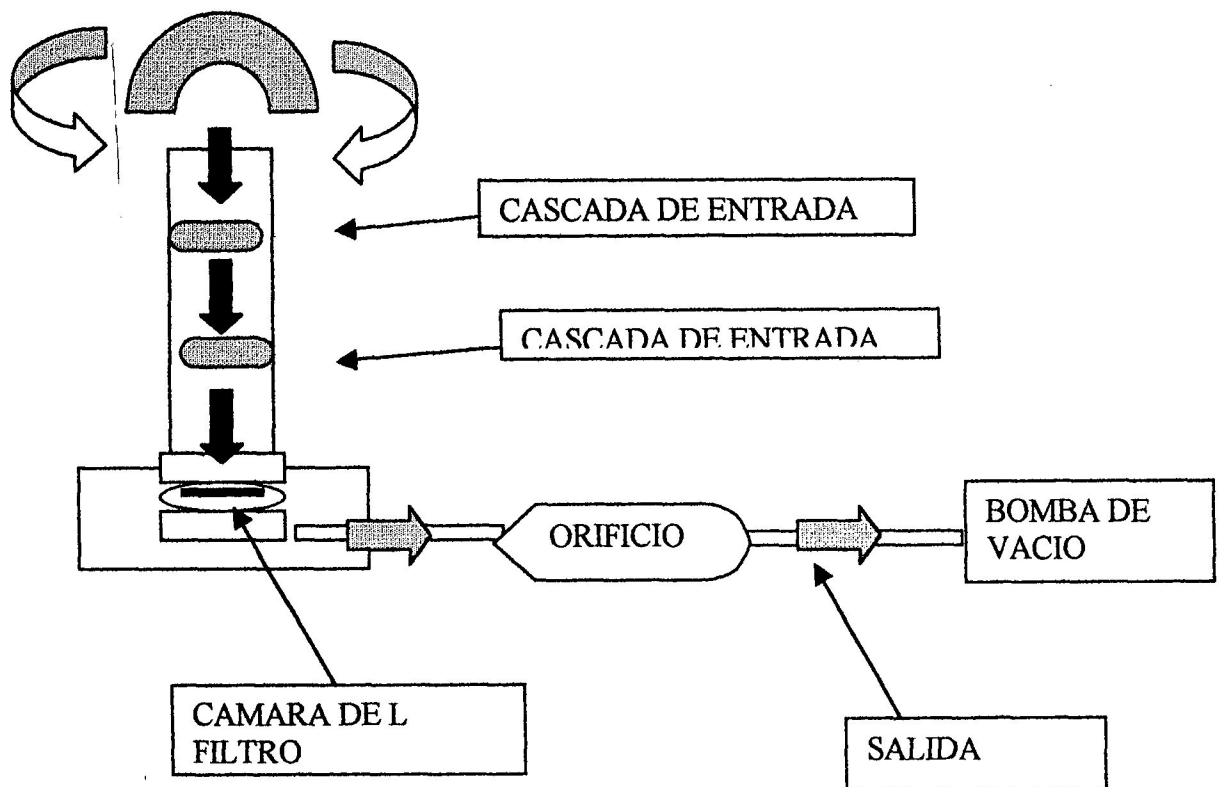 CASCADA DE ENTRADA
CASCADA DE ENTRADA
ORIFICIO
BOMBA DE
VACIO
CAMARA DE L
FILTRO
SALIDA